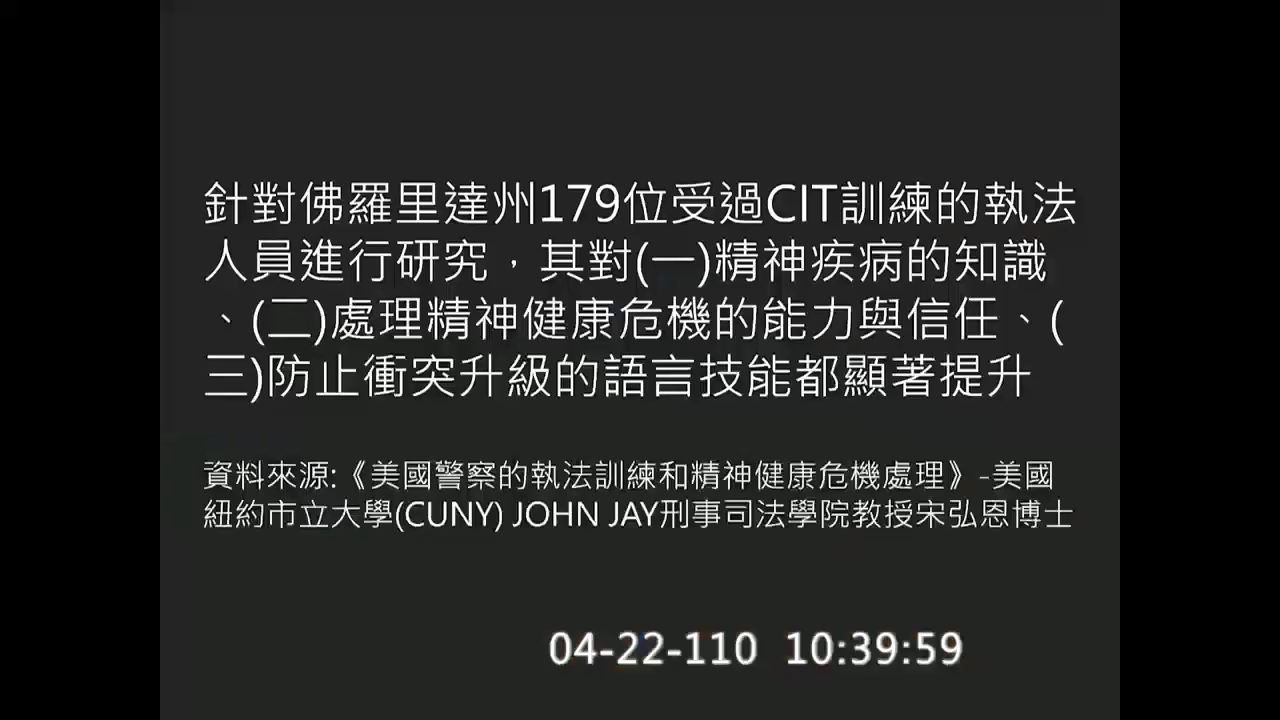 針對佛羅里達州179位受過CIT訓練的執法
人員進行研究，其對(一)精神疾病的知識
、(二)處理精神健康危機的能力與信任、(
三)防止衝突升級的語言技能都顯著提升
資料來源:《美國警察的執法訓練和精神健康危機處理》-美國
紐約市立大學(CUNY) JOHN JAY刑事司法學院教授宋弘恩博士
04-22-110 10:39:59